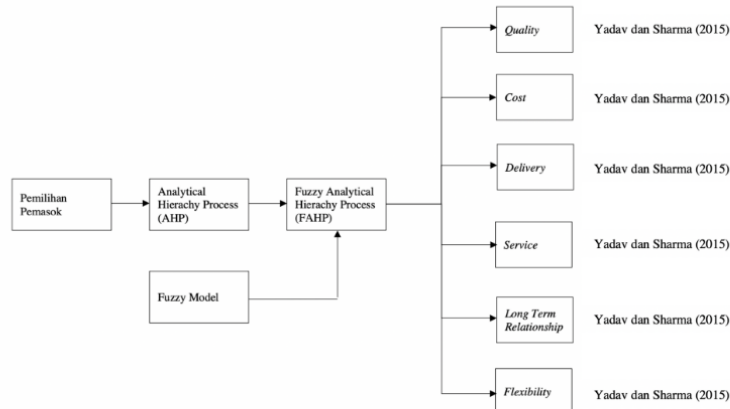 Pemilihan
Pemasok
Analytical
Hierachy Process
(AHP)
Fuzzy Model
Fuzzy Analytical
Hierachy Process
(FAHP)
Quality
Yadav dan Sharma (2015)
Cost
Yadav dan Sharma (2015)
Delivery
Yadav dan Sharma (2015)
Service
Yadav dan Sharma (2015)
Long Term
Relationship
Yadav dan Sharma (2015)
Flexibility
Yadav dan Sharma (2015)